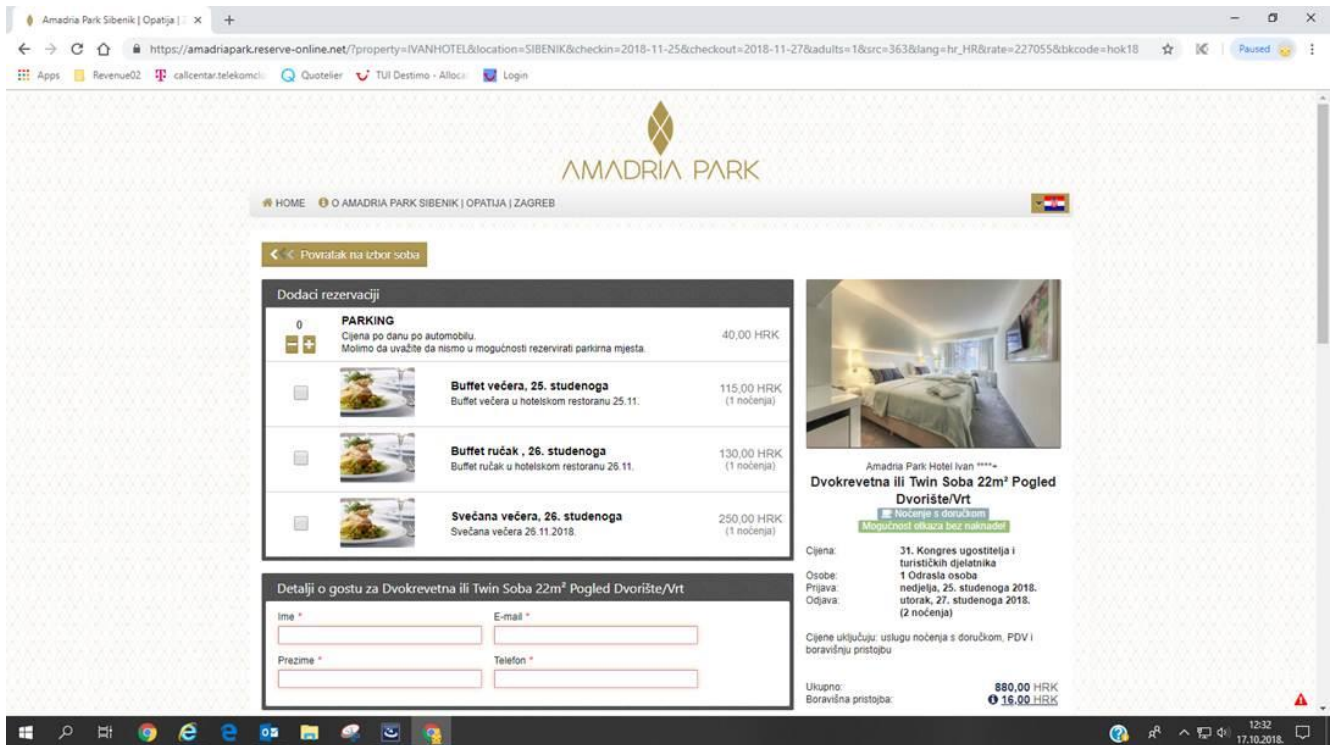 Amadria Park Sibenik | Opatija |
https://amadriapark.reserve-online.net/?property=IVANHOTEL&location=SIBENIK&checkin=2018-11-25&checkout=2018-11-27&adults=1&src=363&lang=hr_HR&rate=227055&bkcode=hok18
Paused
Apps
Revenue02
callcentar.telekomclo
Quotelier
TUI Destimo - Alloca
Login
AMADRIA PARK
HOME
O AMADRIA PARK SIBENIK | OPATIJA | ZAGREB
Povratak na izbor soba
Dodaci rezervaciji
0
PARKING
Cijena po danu po automobilu.
Molimo da uvažite da nismo u mogućnosti rezervirati parkirna mjesta.
40,00 HRK
Buffet večera, 25. studenoga
Buffet večera u hotelskom restoranu 25.11.
115,00 HRK
(1 noćenja)
Buffet ručak , 26. studenoga
Buffet ručak u hotelskom restoranu 26.11.
130,00 HRK
(1 noćenja)
Svečana večera, 26. studenoga
Svečana večera 26.11.2018.
250,00 HRK
(1 noćenja)
Detalji o gostu za Dvokrevetna ili Twin Soba 22m² Pogled Dvorište/Vrt
Ime *
E-mail *
Prezime *
Telefon *
Amadria Park Hotel Ivan ****+
Dvokrevetna ili Twin Soba 22m² Pogled
Dvorište/Vrt
Noćenje s doručkom
Mogućnost otkaza bez naknade!
Cijena: 31. Kongres ugostitelja i
turističkih djelatnika
Osobe: 1 Odrasla osoba
Prijava: nedjelja, 25. studenoga 2018.
Odjava: utorak, 27. studenoga 2018.
(2 noćenja)
Cijene uključuju: uslugu noćenja s doručkom, PDV i
boravišnju pristojbu
Ukupno: 880,00 HRK
Boravišna pristojba: 16,00 HRK
12:32
17.10.2018.